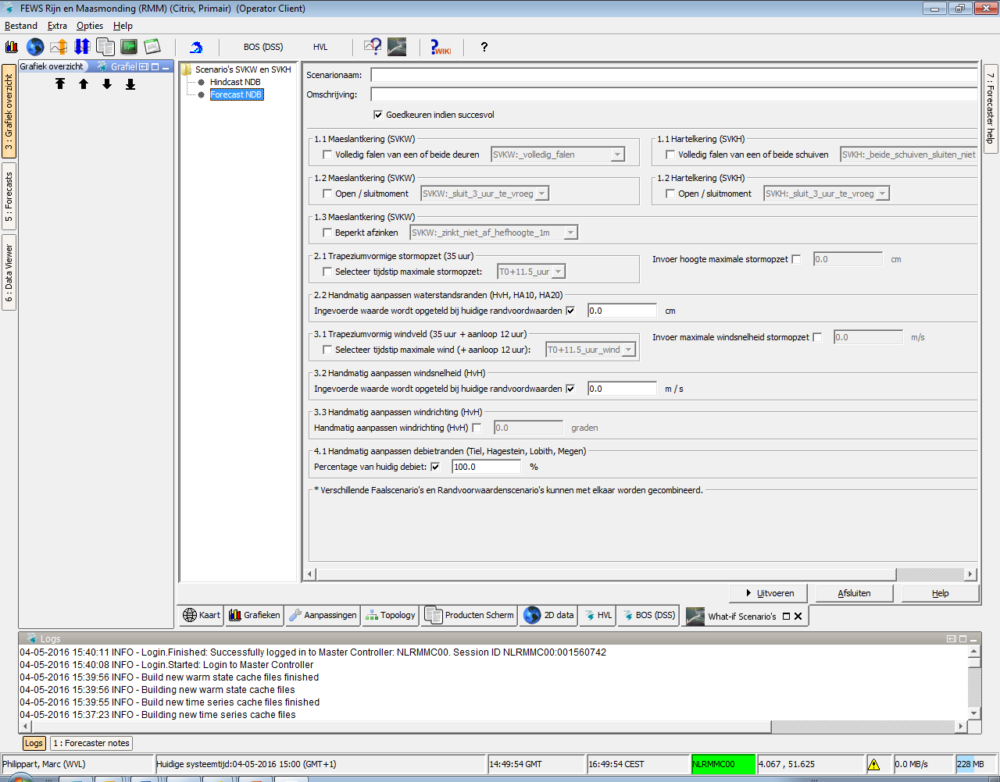 FEWS Rijn en Maasmonding (RMM) (Citrix, Primair) (Operator Client)
Bestand Extra Opties Help
BOS (DSS) HVL WIKI ?
Grafiek overzicht Grafiel
3 : Grafiek overzicht
5 : Forecasts
6 : Data Viewer
7 : Forecaster help
Scenario's SVKW en SVKH
Hindcast NDB
Forecast NDB
Scenarionaam:
Omschrijving:
Goedkeuren indien succesvol
1.1 Maeslantkering (SVKW) 1.1 Hartelkering (SVKH)
Volledig falen van een of beide deuren SVKW:_volledig_falen Volledig falen van een of beide schuiven SVKH:_beide_schuiven_sluiten_niet
1.2 Maeslantkering (SVKW) 1.2 Hartelkering (SVKH)
Open / sluitmoment SVKW:_sluit_3_uur_te_vroeg Open / sluitmoment SVKH:_sluit_3_uur_te_vroeg
1.3 Maeslantkering (SVKW)
Beperkt afzinken SVKW:_zinkt_niet_af_hefhoogte_1m
2.1 Trapeziumvormige stormopzet (35 uur) Invoer hoogte maximale stormopzet 0.0 cm
Selecteer tijdstip maximale stormopzet: T0+11.5_uur
2.2 Handmatig aanpassen waterstandsranden (HvH, HA10, HA20)
Ingevoerde waarde wordt opgeteld bij huidige randvoordwaarden 0.0 cm
3.1 Trapeziumvormig windveld (35 uur + aanloop 12 uur) Invoer maximale windsnelheid stormopzet 0.0 m/s
Selecteer tijdstip maximale wind (+ aanloop 12 uur): T0+11.5_uur_wind
3.2 Handmatig aanpassen windsnelheid (HvH)
Ingevoerde waarde wordt opgeteld bij huidige randvoordwaarden 0.0 m / s
3.3 Handmatig aanpassen windrichting (HvH)
Handmatig aanpassen windrichting (HvH) 0.0 graden
4.1 Handmatig aanpassen debietranden (Tiel, Hagestein, Lobith, Megen)
Percentage van huidig debiet: 100.0 %
* Verschillende Faalscenario's en Randvoorwaardenscenario's kunnen met elkaar worden gecombineerd.
Uitvoeren Afsluiten Help
Kaart Grafieken Aanpassingen Topology Producten Scherm 2D data HVL BOS (DSS) What-if Scenario's
Logs
04-05-2016 15:40:11 INFO - Login.Finished: Successfully logged in to Master Controller: NLRMMC00. Session ID NLRMMC00:001560742
04-05-2016 15:40:08 INFO - Login.Started: Login to Master Controller
04-05-2016 15:39:56 INFO - Build new warm state cache files finished
04-05-2016 15:39:56 INFO - Building new warm state cache files
04-05-2016 15:39:55 INFO - Build new time series cache files finished
04-05-2016 15:37:23 INFO - Building new time series cache files
Logs 1 : Forecaster notes
Philippart, Marc (WVL) Huidige systeemtijd:04-05-2016 15:00 (GMT+1) 14:49:54 GMT 16:49:54 CEST NLRMMC00 4.067 , 51.625 0.0 MB/s 228 MB